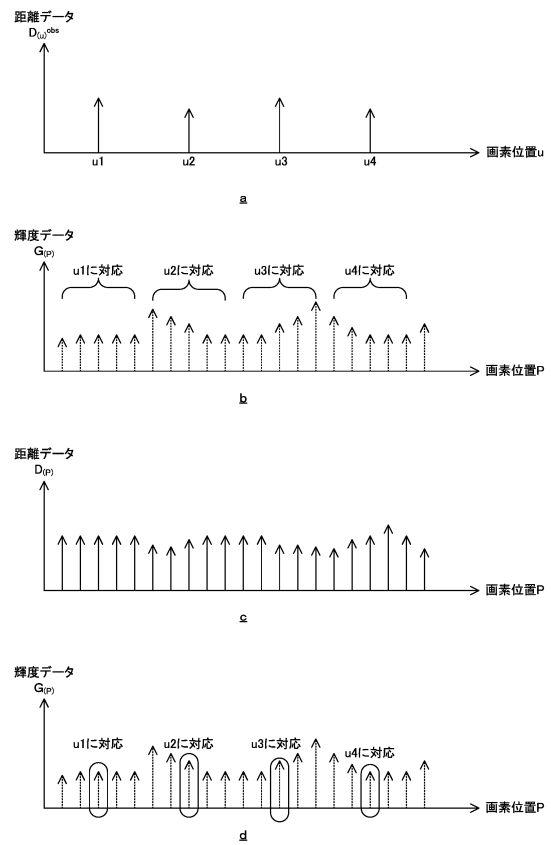 距離データ
D(u)obs
u1
u2
u3
u4
画素位置u
a
輝度データ
G(P)
u1に対応
u2に対応
u3に対応
u4に対応
画素位置P
b
距離データ
D(P)
画素位置P
c
輝度データ
G(P)
u1に対応
u2に対応
u3に対応
u4に対応
画素位置P
d